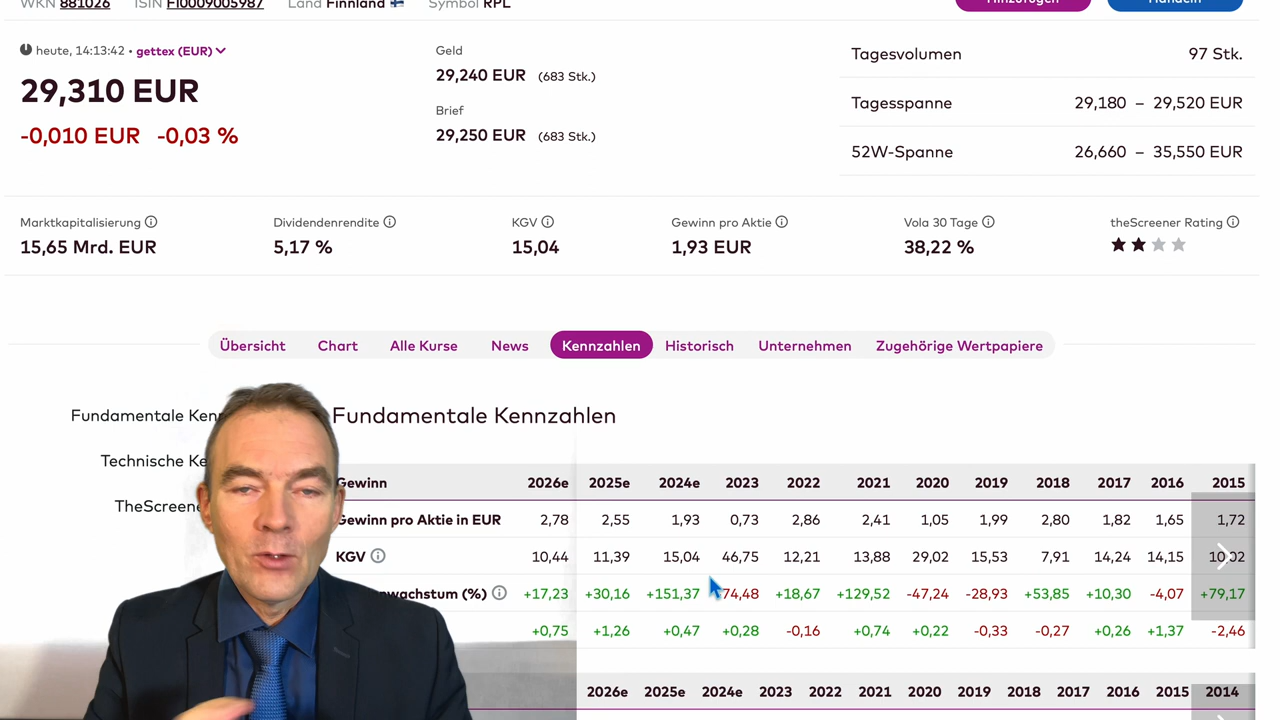 WKN 881026 ISIN FI0009005987 Land Finnland Symbol RPL
Hinzufügen Handeln
heute, 14:13:42 • gettex (EUR)
29,310 EUR
-0,010 EUR -0,03 %
Geld
29,240 EUR (683 Stk.)
Brief
29,250 EUR (683 Stk.)
Tagesvolumen 97 Stk.
Tagesspanne 29,180 – 29,520 EUR
52W-Spanne 26,660 – 35,550 EUR
Marktkapitalisierung Dividendenrendite KGV Gewinn pro Aktie Vola 30 Tage theScreener Rating
15,65 Mrd. EUR 5,17 % 15,04 1,93 EUR 38,22 %
Übersicht Chart Alle Kurse News Kennzahlen Historisch Unternehmen Zugehörige Wertpapiere
Fundamentale Kenn
Technische Ke
TheScreene
Fundamentale Kennzahlen
Gewinn 2026e 2025e 2024e 2023 2022 2021 2020 2019 2018 2017 2016 2015
Gewinn pro Aktie in EUR 2,78 2,55 1,93 0,73 2,86 2,41 1,05 1,99 2,80 1,82 1,65 1,72
KGV 10,44 11,39 15,04 46,75 12,21 13,88 29,02 15,53 7,91 14,24 14,15 10,02
nwachstum (%) +17,23 +30,16 +151,37 74,48 +18,67 +129,52 -47,24 -28,93 +53,85 +10,30 -4,07 +79,17
+0,75 +1,26 +0,47 +0,28 -0,16 +0,74 +0,22 -0,33 -0,27 +0,26 +1,37 -2,46
2026e 2025e 2024e 2023 2022 2021 2020 2019 2018 2017 2016 2015 2014